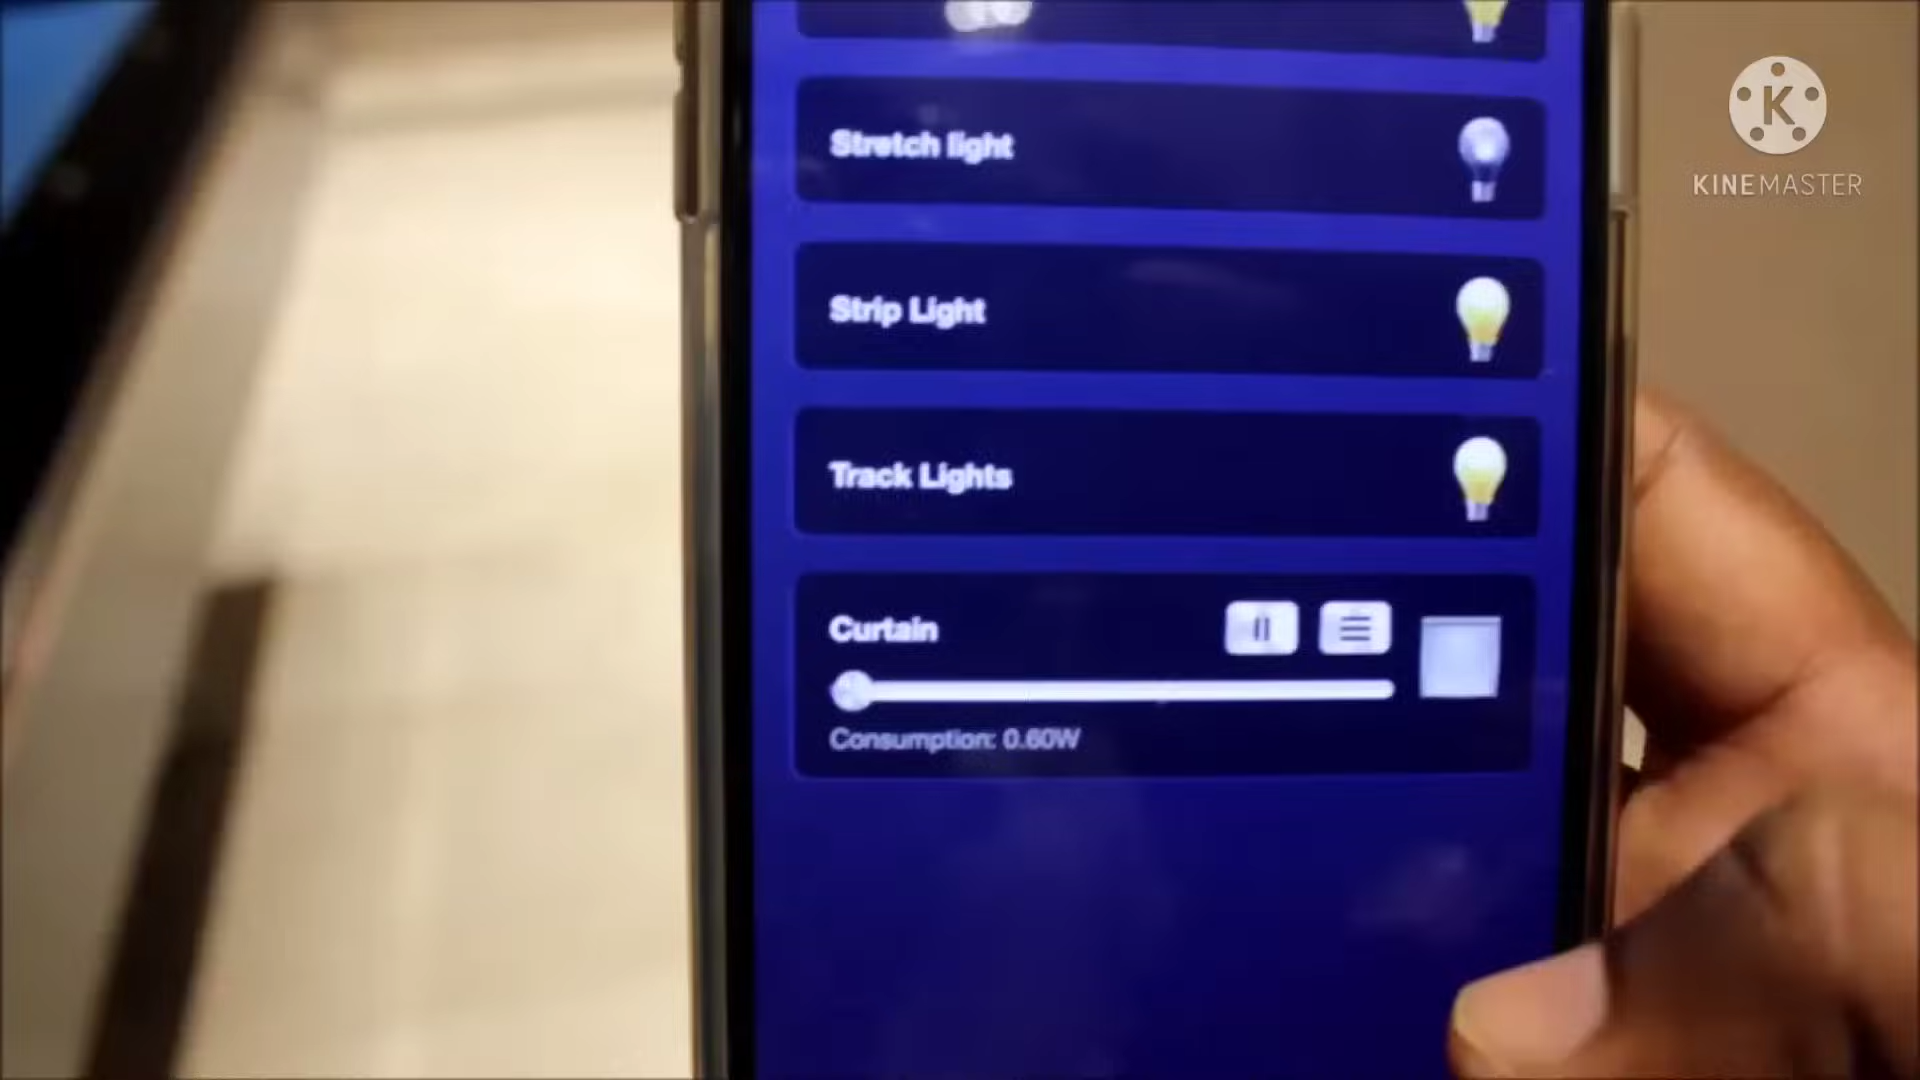 K
KINEMASTER
Stretch light
Strip Light
Track Lights
Curtain
Consumption: 0.60W